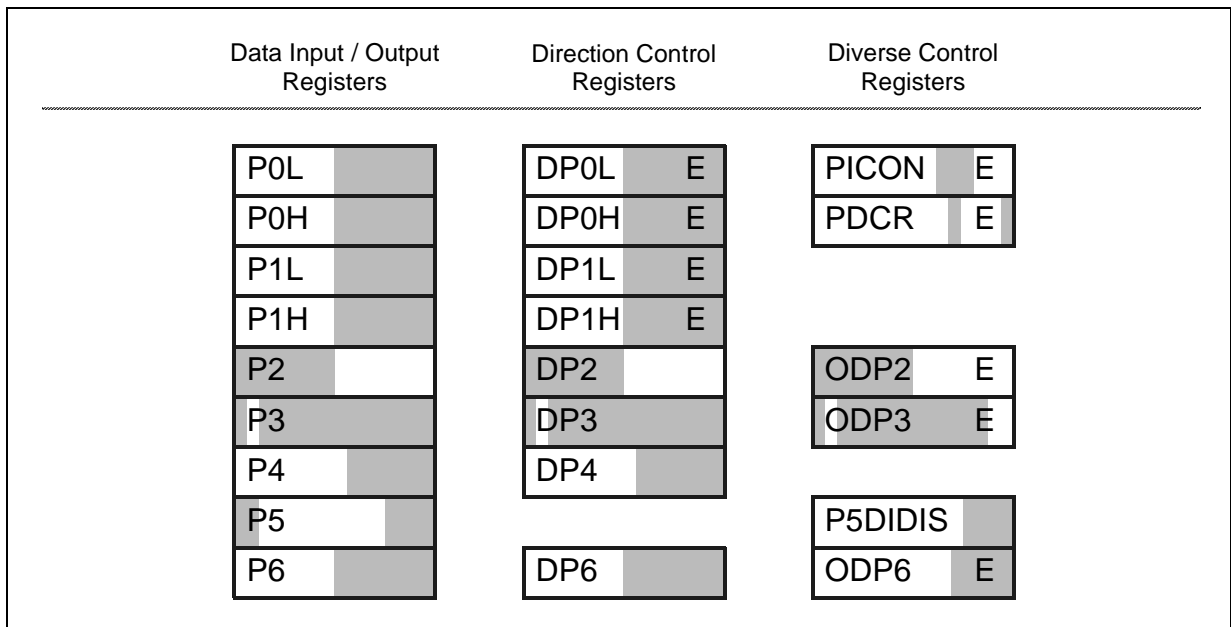 Data Input / Output Registers
Direction Control Registers
Diverse Control Registers
P0L DP0L E PICON E
P0H DP0H E PDCR E
P1L DP1L E
P1H DP1H E
P2 DP2 ODP2 E
P3 DP3 ODP3 E
P4 DP4
P5 P5DIDIS
P6 DP6 ODP6 E